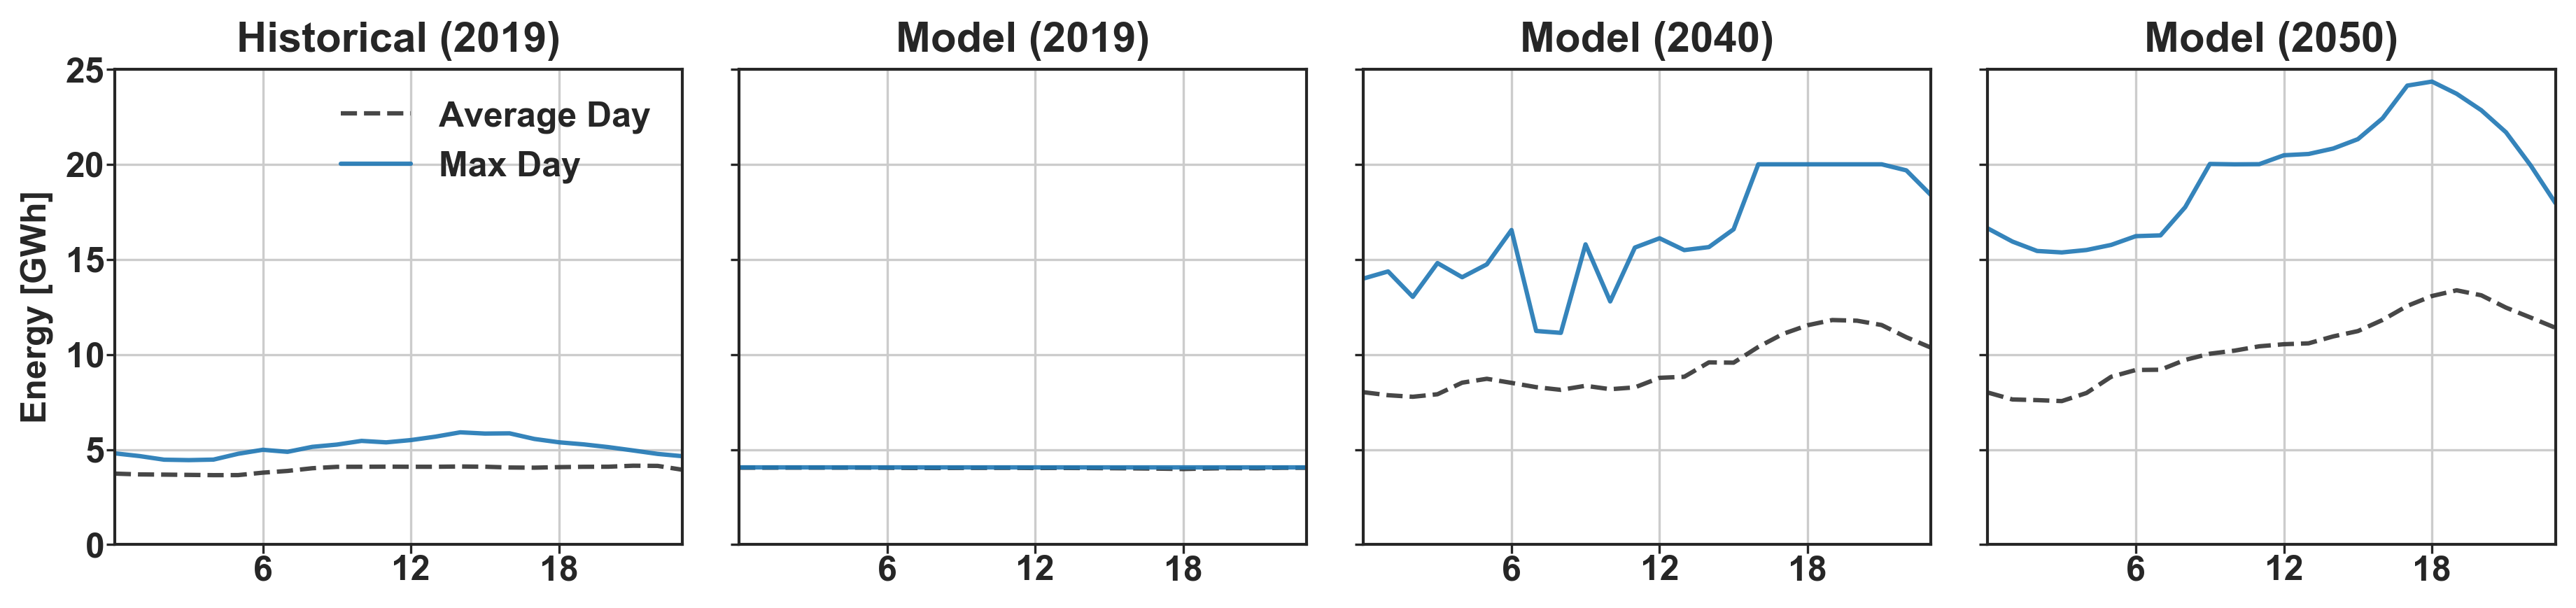 Historical (2019)
Model (2019)
Model (2040)
Model (2050)
Energy [GWh]
25
20
15
10
5
0
Average Day
Max Day
6 12 18
6 12 18
6 12 18
6 12 18